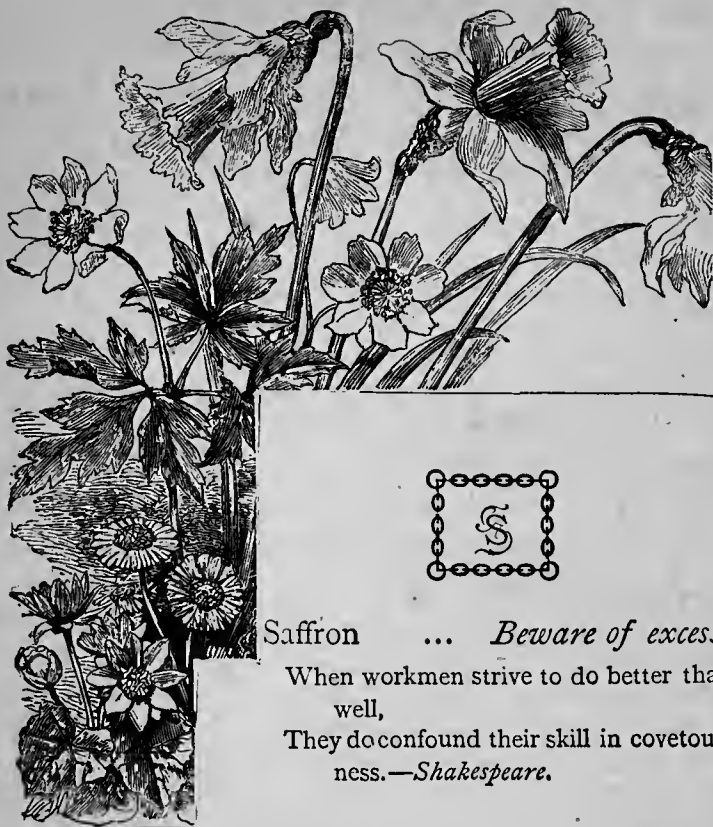 S
Saffron ... Beware of exces
When workmen strive to do better tha
well,
They do confound their skill in covetou
ness.—Shakespeare.